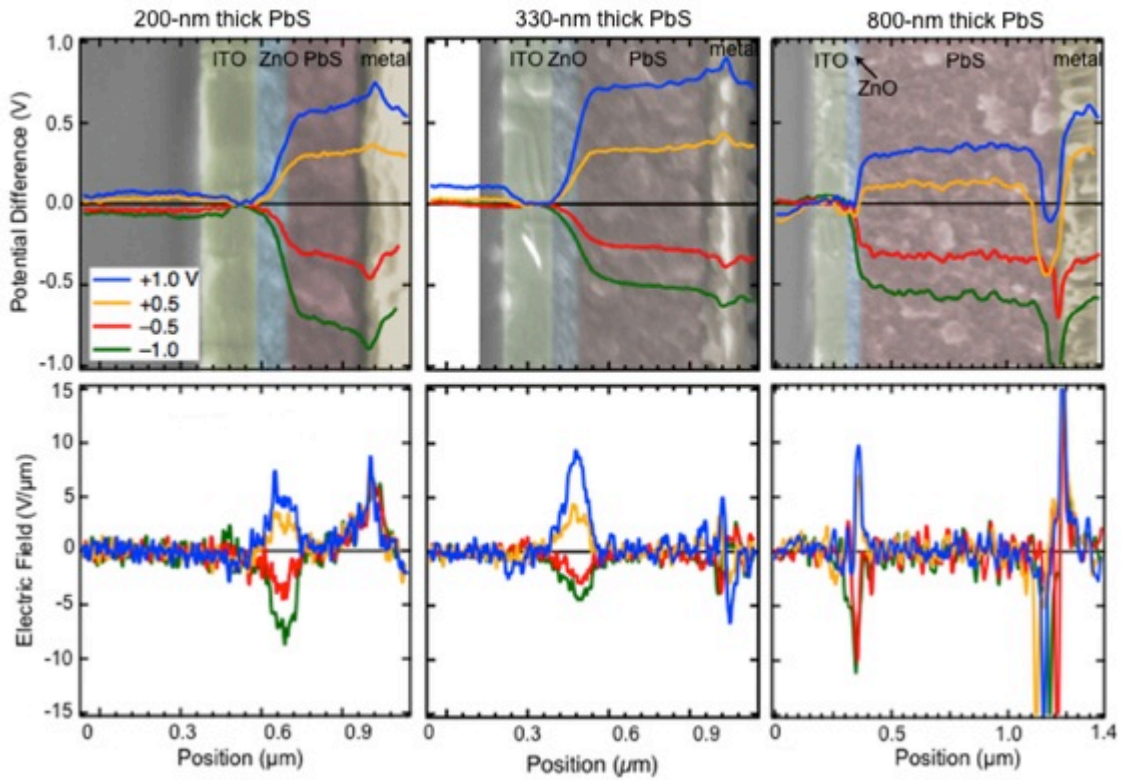 200-nm thick PbS
330-nm thick PbS
800-nm thick PbS
Potential Difference (V)
1.0
0.5
0.0
-0.5
-1.0
ITO ZnO PbS metal
+1.0 V
+0.5
−0.5
−1.0
ITO ZnO PbS metal
ITO PbS metal
ZnO
Electric Field (V/µm)
15
10
5
0
-5
-10
-15
0 0.3 0.6 0.9
Position (µm)
0 0.3 0.6 0.9
Position (µm)
0 0.5 1.0 1.4
Position (µm)